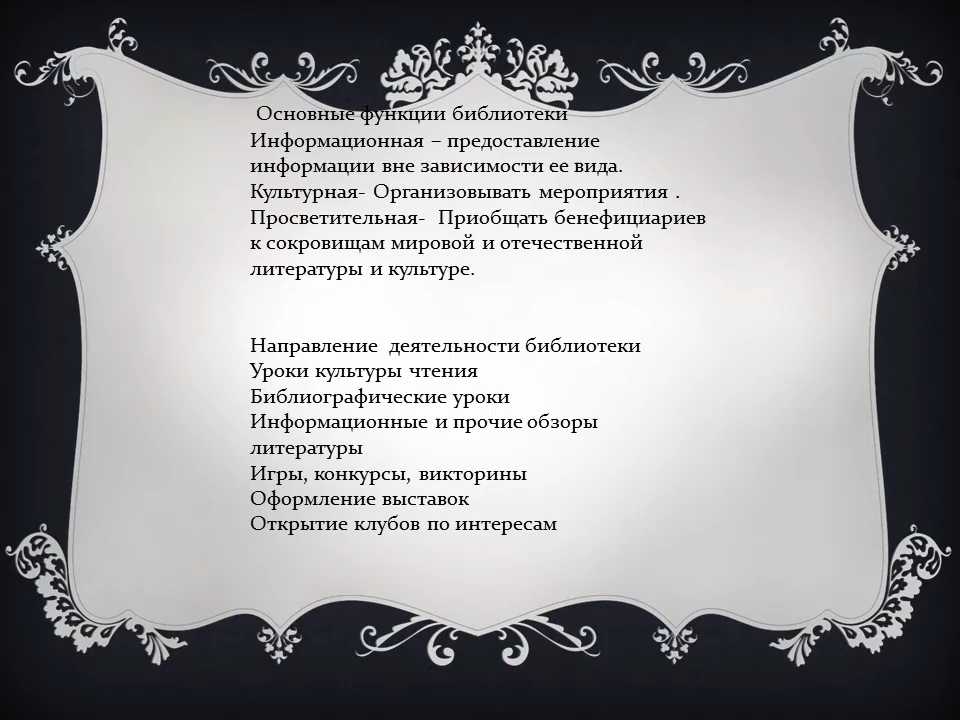 Основные функции библиотеки
Информационная – предоставление
информации вне зависимости ее вида.
Культурная- Организовывать мероприятия .
Просветительная- Приобщать бенефициариев
к сокровищам мировой и отечественной
литературы и культуре.
Направление деятельности библиотеки
Уроки культуры чтения
Библиографические уроки
Информационные и прочие обзоры
литературы
Игры, конкурсы, викторины
Оформление выставок
Открытие клубов по интересам